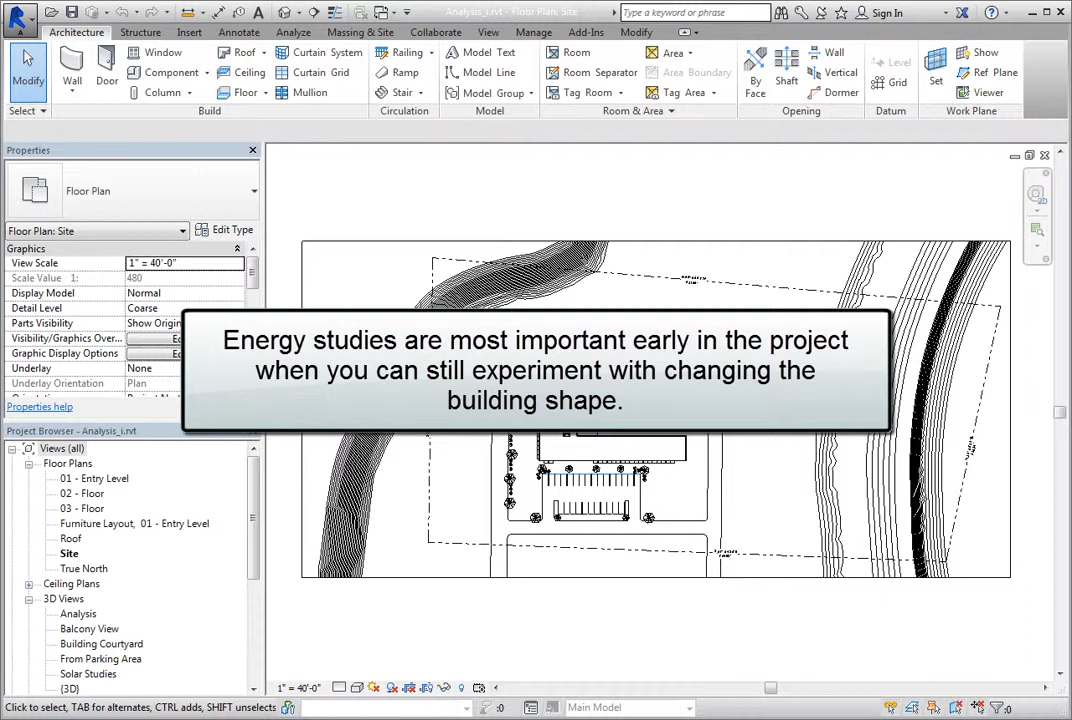 Analysis_i.rvt - Floor Plan: Site
Type a keyword or phrase
Sign In
Architecture Structure Insert Annotate Analyze Massing & Site Collaborate View Manage Add-Ins Modify
Modify
Wall
Door
Window
Component
Column
Roof
Ceiling
Floor
Curtain System
Curtain Grid
Mullion
Railing
Ramp
Stair
Model Text
Model Line
Model Group
Room
Room Separator
Tag Room
Area
Area Boundary
Tag Area
By
Face
Shaft
Wall
Vertical
Dormer
Level
Grid
Set
Show
Ref Plane
Viewer
Select Build Circulation Model Room & Area Opening Datum Work Plane
Properties
Floor Plan
Floor Plan: Site
Edit Type
Graphics
View Scale 1" = 40'-0"
Scale Value 1: 480
Display Model Normal
Detail Level Coarse
Parts Visibility Show Origin
Visibility/Graphics Over...
Graphic Display Options
Underlay None
Underlay Orientation Plan
Properties help
Energy studies are most important early in the project
when you can still experiment with changing the
building shape.
Project Browser - Analysis_i.rvt
Views (all)
Floor Plans
01 - Entry Level
02 - Floor
03 - Floor
Furniture Layout, 01 - Entry Level
Roof
Site
True North
Ceiling Plans
3D Views
Analysis
Balcony View
Building Courtyard
From Parking Area
Solar Studies
{3D}
1" = 40'-0"
Click to select, TAB for alternates, CTRL adds, SHIFT unselects
:0
Main Model
:0